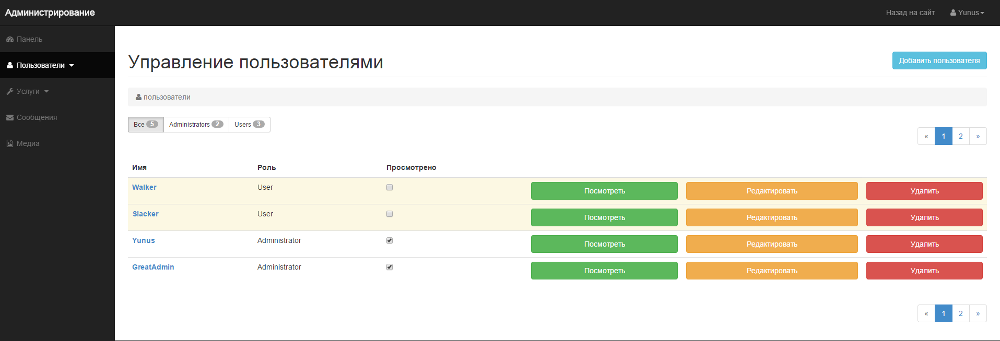 Администрирование
Назад на сайт Yunus
Панель
Пользователи
Услуги
Сообщения
Медиа
Управление пользователями
Добавить пользователя
пользователи
Все 5 Administrators 2 Users 3
« 1 2 »
Имя Роль Просмотрено
Walker User Посмотреть Редактировать Удалить
Slacker User Посмотреть Редактировать Удалить
Yunus Administrator Посмотреть Редактировать Удалить
GreatAdmin Administrator Посмотреть Редактировать Удалить
« 1 2 »